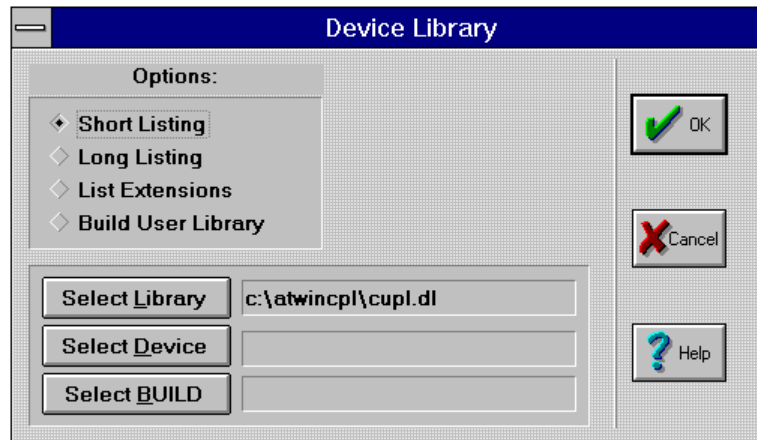 Device Library
Options:
Short Listing
Long Listing
List Extensions
Build User Library
OK
Cancel
Select Library c:\atwincpl\cupl.dl
Select Device
Select BUILD
Help